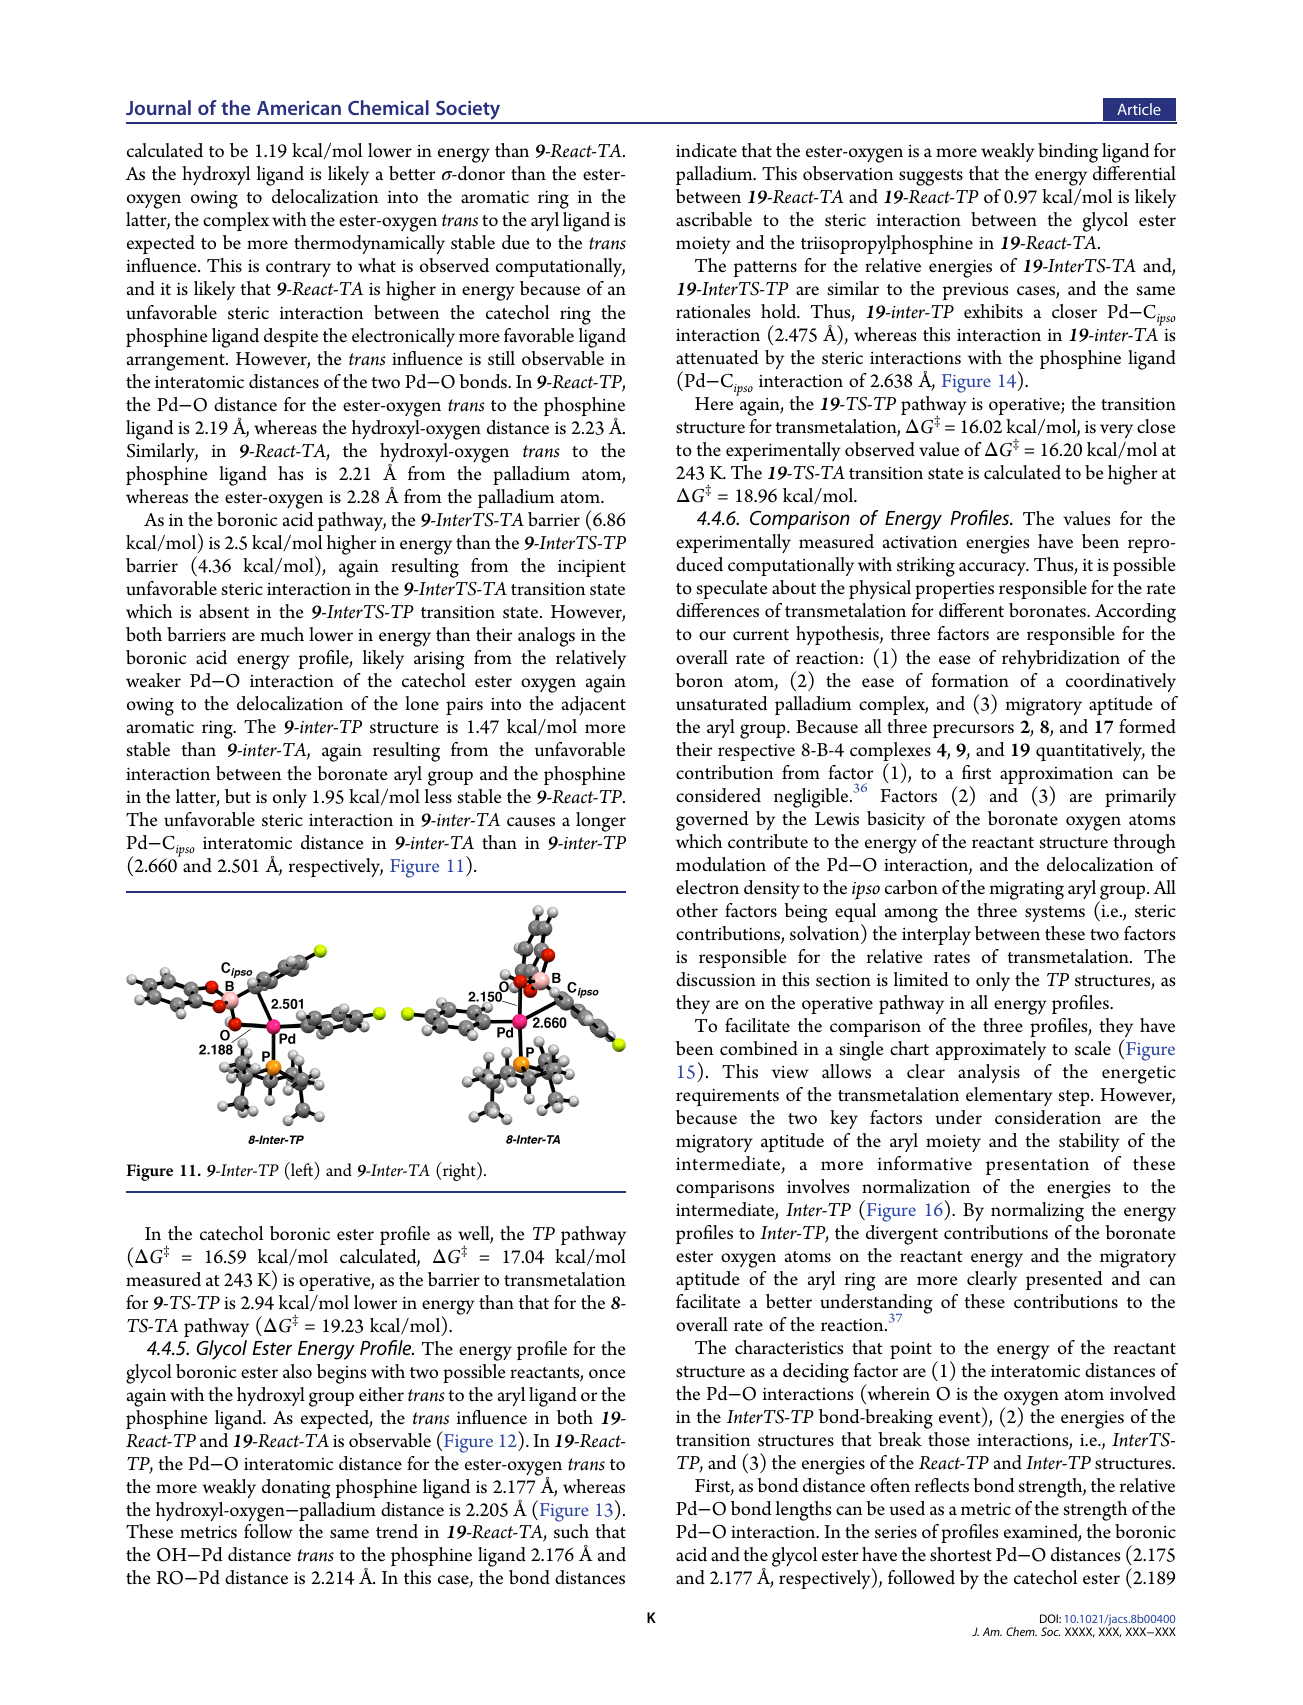 Journal of the American Chemical Society
Article
calculated to be 1.19 kcal/mol lower in energy than 9-React-TA.
As the hydroxyl ligand is likely a better σ-donor than the ester-
oxygen owing to delocalization into the aromatic ring in the
latter, the complex with the ester-oxygen trans to the aryl ligand is
expected to be more thermodynamically stable due to the trans
influence. This is contrary to what is observed computationally,
and it is likely that 9-React-TA is higher in energy because of an
unfavorable steric interaction between the catechol ring the
phosphine ligand despite the electronically more favorable ligand
arrangement. However, the trans influence is still observable in
the interatomic distances of the two Pd−O bonds. In 9-React-TP,
the Pd−O distance for the ester-oxygen trans to the phosphine
ligand is 2.19 Å, whereas the hydroxyl-oxygen distance is 2.23 Å.
Similarly, in 9-React-TA, the hydroxyl-oxygen trans to the
phosphine ligand has is 2.21 Å from the palladium atom,
whereas the ester-oxygen is 2.28 Å from the palladium atom.
As in the boronic acid pathway, the 9-InterTS-TA barrier (6.86
kcal/mol) is 2.5 kcal/mol higher in energy than the 9-InterTS-TP
barrier (4.36 kcal/mol), again resulting from the incipient
unfavorable steric interaction in the 9-InterTS-TA transition state
which is absent in the 9-InterTS-TP transition state. However,
both barriers are much lower in energy than their analogs in the
boronic acid energy profile, likely arising from the relatively
weaker Pd−O interaction of the catechol ester oxygen again
owing to the delocalization of the lone pairs into the adjacent
aromatic ring. The 9-inter-TP structure is 1.47 kcal/mol more
stable than 9-inter-TA, again resulting from the unfavorable
interaction between the boronate aryl group and the phosphine
in the latter, but is only 1.95 kcal/mol less stable the 9-React-TP.
The unfavorable steric interaction in 9-inter-TA causes a longer
Pd−Cipso interatomic distance in 9-inter-TA than in 9-inter-TP
(2.660 and 2.501 Å, respectively, Figure 11).
Cipso
B
2.501
O
Pd
2.188
P
8-Inter-TP
O
B
Cipso
2.150
2.660
Pd
P
8-Inter-TA
Figure 11. 9-Inter-TP (left) and 9-Inter-TA (right).
In the catechol boronic ester profile as well, the TP pathway
(ΔG‡ = 16.59 kcal/mol calculated, ΔG‡ = 17.04 kcal/mol
measured at 243 K) is operative, as the barrier to transmetalation
for 9-TS-TP is 2.94 kcal/mol lower in energy than that for the 8-
TS-TA pathway (ΔG‡ = 19.23 kcal/mol).
4.4.5. Glycol Ester Energy Profile. The energy profile for the
glycol boronic ester also begins with two possible reactants, once
again with the hydroxyl group either trans to the aryl ligand or the
phosphine ligand. As expected, the trans influence in both 19-
React-TP and 19-React-TA is observable (Figure 12). In 19-React-
TP, the Pd−O interatomic distance for the ester-oxygen trans to
the more weakly donating phosphine ligand is 2.177 Å, whereas
the hydroxyl-oxygen−palladium distance is 2.205 Å (Figure 13).
These metrics follow the same trend in 19-React-TA, such that
the OH−Pd distance trans to the phosphine ligand 2.176 Å and
the RO−Pd distance is 2.214 Å. In this case, the bond distances
indicate that the ester-oxygen is a more weakly binding ligand for
palladium. This observation suggests that the energy differential
between 19-React-TA and 19-React-TP of 0.97 kcal/mol is likely
ascribable to the steric interaction between the glycol ester
moiety and the triisopropylphosphine in 19-React-TA.
The patterns for the relative energies of 19-InterTS-TA and,
19-InterTS-TP are similar to the previous cases, and the same
rationales hold. Thus, 19-inter-TP exhibits a closer Pd−Cipso
interaction (2.475 Å), whereas this interaction in 19-inter-TA is
attenuated by the steric interactions with the phosphine ligand
(Pd−Cipso interaction of 2.638 Å, Figure 14).
Here again, the 19-TS-TP pathway is operative; the transition
structure for transmetalation, ΔG‡ = 16.02 kcal/mol, is very close
to the experimentally observed value of ΔG‡ = 16.20 kcal/mol at
243 K. The 19-TS-TA transition state is calculated to be higher at
ΔG‡ = 18.96 kcal/mol.
4.4.6. Comparison of Energy Profiles. The values for the
experimentally measured activation energies have been repro-
duced computationally with striking accuracy. Thus, it is possible
to speculate about the physical properties responsible for the rate
differences of transmetalation for different boronates. According
to our current hypothesis, three factors are responsible for the
overall rate of reaction: (1) the ease of rehybridization of the
boron atom, (2) the ease of formation of a coordinatively
unsaturated palladium complex, and (3) migratory aptitude of
the aryl group. Because all three precursors 2, 8, and 17 formed
their respective 8-B-4 complexes 4, 9, and 19 quantitatively, the
contribution from factor (1), to a first approximation can be
considered negligible.36 Factors (2) and (3) are primarily
governed by the Lewis basicity of the boronate oxygen atoms
which contribute to the energy of the reactant structure through
modulation of the Pd−O interaction, and the delocalization of
electron density to the ipso carbon of the migrating aryl group. All
other factors being equal among the three systems (i.e., steric
contributions, solvation) the interplay between these two factors
is responsible for the relative rates of transmetalation. The
discussion in this section is limited to only the TP structures, as
they are on the operative pathway in all energy profiles.
To facilitate the comparison of the three profiles, they have
been combined in a single chart approximately to scale (Figure
15). This view allows a clear analysis of the energetic
requirements of the transmetalation elementary step. However,
because the two key factors under consideration are the
migratory aptitude of the aryl moiety and the stability of the
intermediate, a more informative presentation of these
comparisons involves normalization of the energies to the
intermediate, Inter-TP (Figure 16). By normalizing the energy
profiles to Inter-TP, the divergent contributions of the boronate
ester oxygen atoms on the reactant energy and the migratory
aptitude of the aryl ring are more clearly presented and can
facilitate a better understanding of these contributions to the
overall rate of the reaction.37
The characteristics that point to the energy of the reactant
structure as a deciding factor are (1) the interatomic distances of
the Pd−O interactions (wherein O is the oxygen atom involved
in the InterTS-TP bond-breaking event), (2) the energies of the
transition structures that break those interactions, i.e., InterTS-
TP, and (3) the energies of the React-TP and Inter-TP structures.
First, as bond distance often reflects bond strength, the relative
Pd−O bond lengths can be used as a metric of the strength of the
Pd−O interaction. In the series of profiles examined, the boronic
acid and the glycol ester have the shortest Pd−O distances (2.175
and 2.177 Å, respectively), followed by the catechol ester (2.189
K
DOI: 10.1021/jacs.8b00400
J. Am. Chem. Soc. XXXX, XXX, XXX−XXX